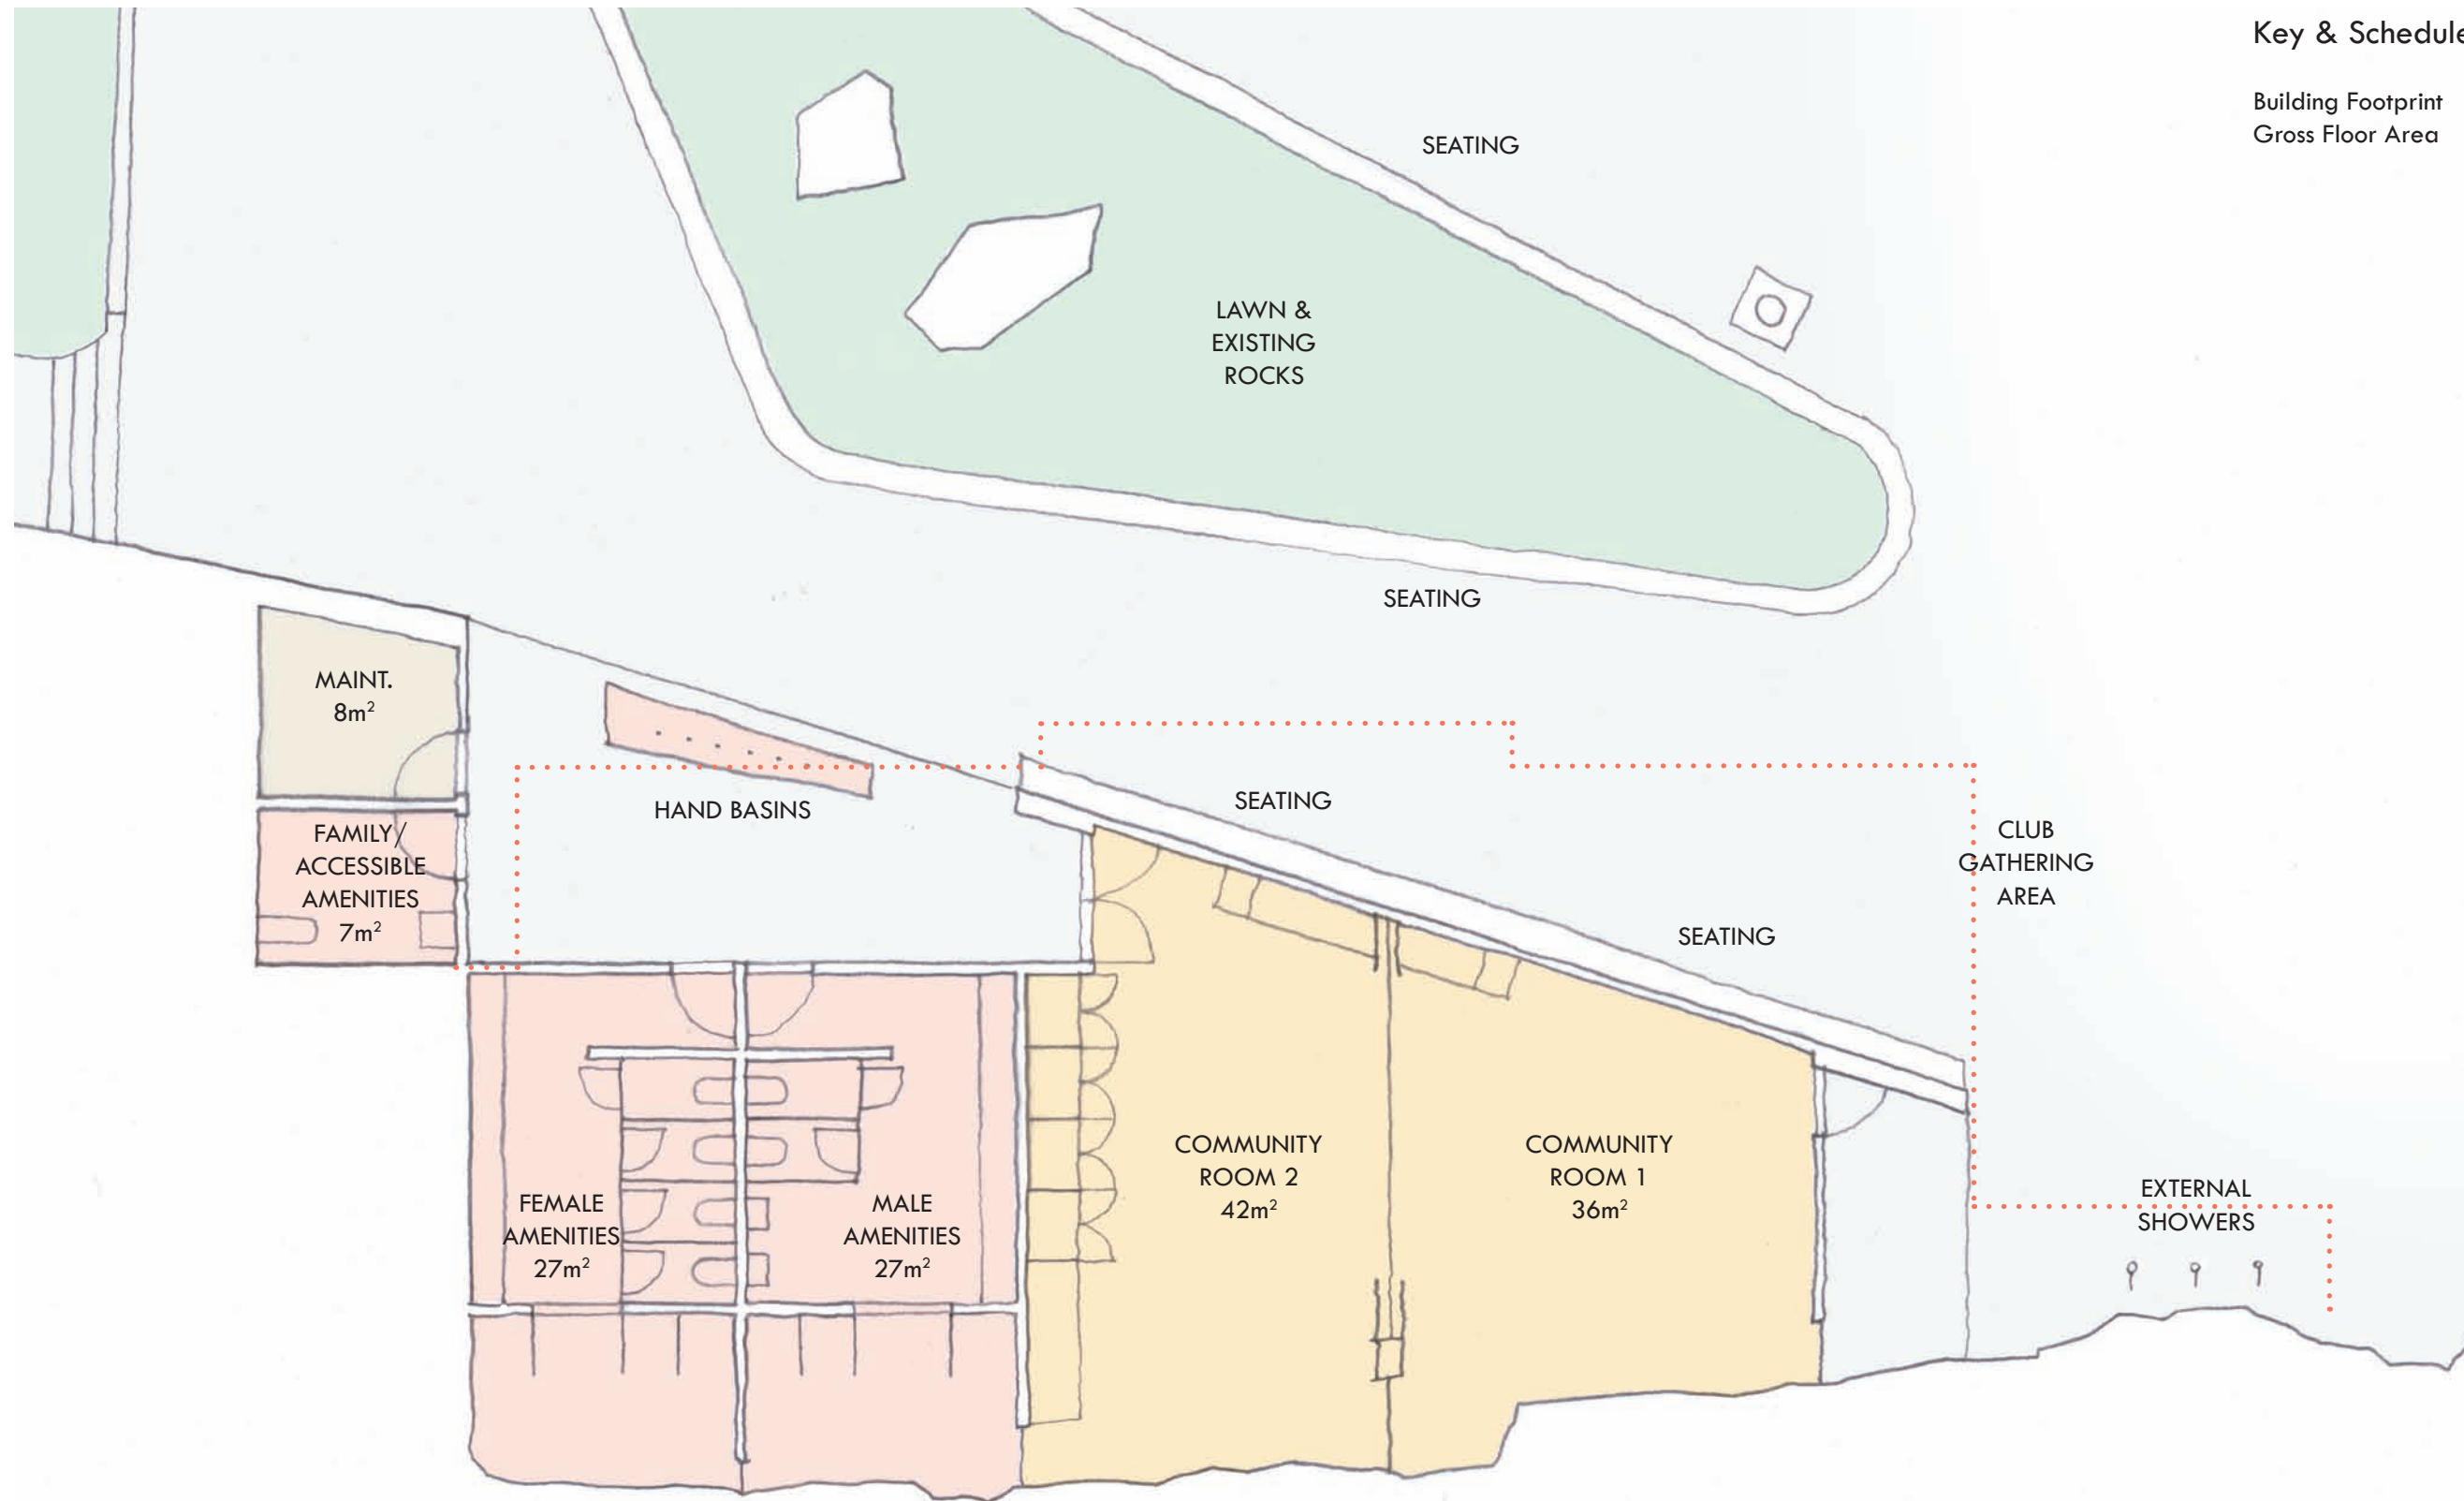 Key & Schedule
Building Footprint
Gross Floor Area
SEATING
LAWN &
EXISTING
ROCKS
SEATING
MAINT.
8m²
HAND BASINS
SEATING
FAMILY/
ACCESSIBLE
AMENITIES
7m²
CLUB
GATHERING
AREA
SEATING
COMMUNITY
ROOM 2
42m²
COMMUNITY
ROOM 1
36m²
FEMALE
AMENITIES
27m²
MALE
AMENITIES
27m²
EXTERNAL
SHOWERS